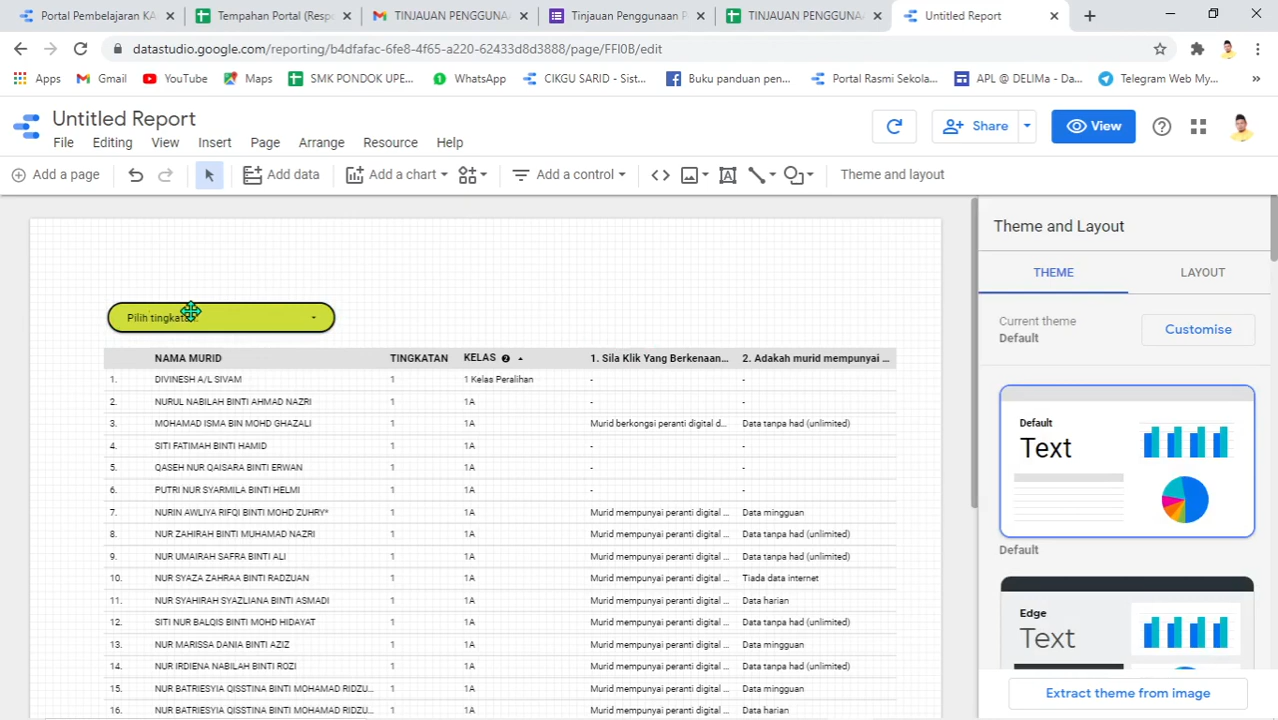 Portal Pembelajaran KA
Tempahan Portal (Resp
TINJAUAN PENGGUNA
Tinjauan Penggunaan P
TINJAUAN PENGGUNA
Untitled Report
datastudio.google.com/reporting/b4dfafac-6fe8-4f65-a220-62433d8d3888/page/FFI0B/edit
Apps
Gmail
YouTube
Maps
SMK PONDOK UPE...
WhatsApp
CIKGU SARID - Sist...
Buku panduan pen...
Portal Rasmi Sekola...
APL @ DELIMa - Da...
Telegram Web My...
Untitled Report
File Editing View Insert Page Arrange Resource Help
Share
View
Add a page
Add data
Add a chart
Add a control
Theme and layout
Pilih tingkatan
NAMA MURID TINGKATAN KELAS 1. Sila Klik Yang Berkenaan... 2. Adakah murid mempunyai ...
1. DIVINESH A/L SIVAM 1 1 Kelas Peralihan - -
2. NURUL NABILAH BINTI AHMAD NAZRI 1 1A - -
3. MOHAMAD ISMA BIN MOHD GHAZALI 1 1A Murid berkongsi peranti digital d... Data tanpa had (unlimited)
4. SITI FATIMAH BINTI HAMID 1 1A - -
5. QASEH NUR QAISARA BINTI ERWAN 1 1A - -
6. PUTRI NUR SYARMILA BINTI HELMI 1 1A - -
7. NURIN AWLIYA RIFQI BINTI MOHD ZUHRY* 1 1A Murid mempunyai peranti digital ... Data mingguan
8. NUR ZAHIRAH BINTI MUHAMAD NAZRI 1 1A Murid mempunyai peranti digital ... Data tanpa had (unlimited)
9. NUR UMAIRAH SAFRA BINTI ALI 1 1A Murid mempunyai peranti digital ... Data tanpa had (unlimited)
10. NUR SYAZA ZAHRAA BINTI RADZUAN 1 1A Murid mempunyai peranti digital ... Tiada data internet
11. NUR SYAHIRAH SYAZLIANA BINTI ASMADI 1 1A Murid mempunyai peranti digital ... Data harian
12. SITI NUR BALQIS BINTI MOHD HIDAYAT 1 1A Murid mempunyai peranti digital ... Data tanpa had (unlimited)
13. NUR MARISSA DANIA BINTI AZIZ 1 1A Murid mempunyai peranti digital ... Data mingguan
14. NUR IRDIENA NABILAH BINTI ROZI 1 1A Murid mempunyai peranti digital ... Data tanpa had (unlimited)
15. NUR BATRIESYIA QISSTINA BINTI MOHAMAD RIDZU... 1 1A Murid mempunyai peranti digital ... Data mingguan
16. NUR BATRIESYIA QISSTINA BINTI MOHAMAD RIDZU... 1 1A Murid mempunyai peranti digital ... Data harian
Theme and Layout
THEME LAYOUT
Current theme
Default
Customise
Default
Text
Default
Edge
Text
Extract theme from image